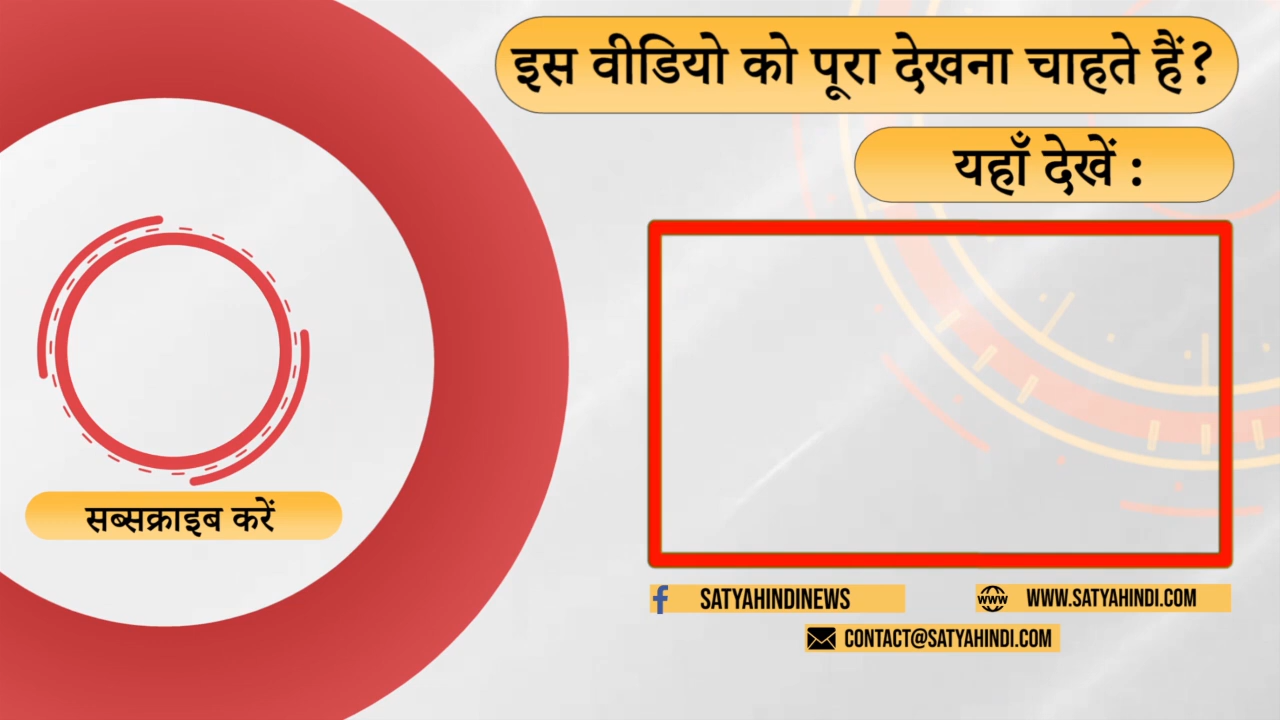 इस वीडियो को पूरा देखना चाहते हैं?
यहाँ देखें :
सब्सक्राइब करें
SATYAHINDINEWS
WWW.SATYAHINDI.COM
CONTACT@SATYAHINDI.COM